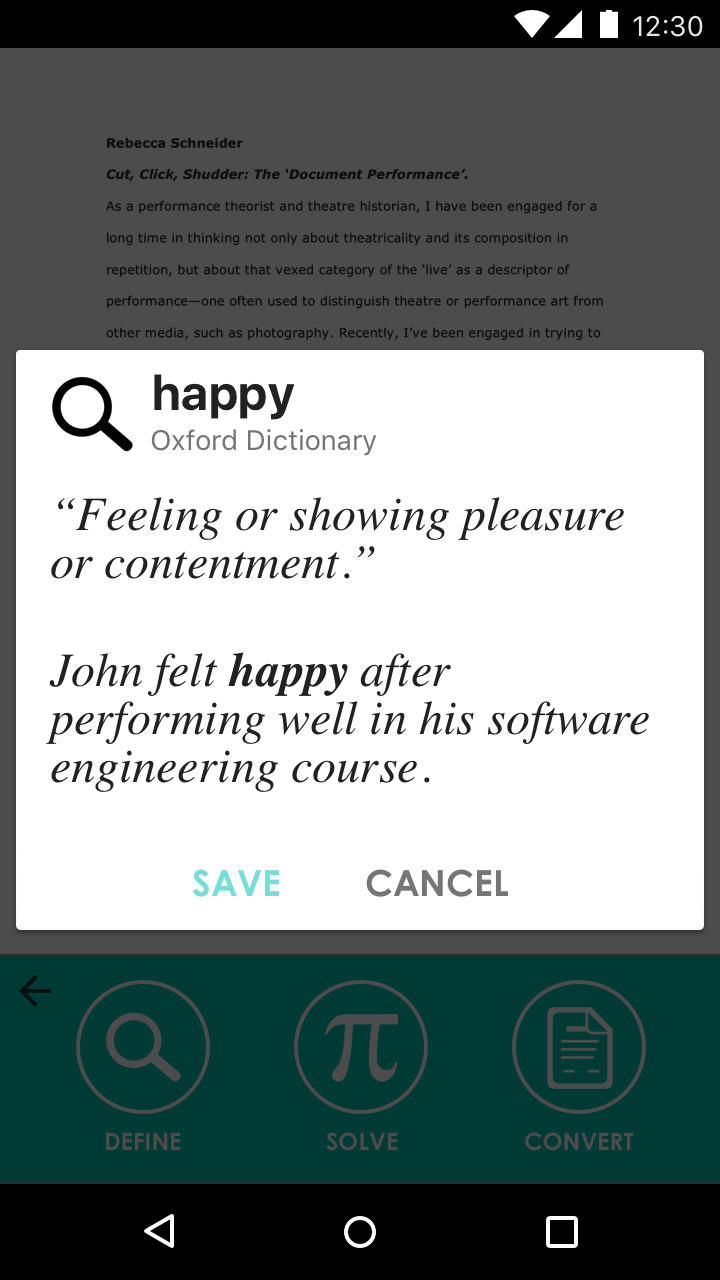 12:30
Rebecca Schneider
Cut, Click, Shudder: The ‘Document Performance’.
As a performance theorist and theatre historian, I have been engaged for a
long time in thinking not only about theatricality and its composition in
repetition, but about that vexed category of the ‘live’ as a descriptor of
performance—one often used to distinguish theatre or performance art from
other media, such as photography. Recently, I’ve been engaged in trying to
happy
Oxford Dictionary
“Feeling or showing pleasure
or contentment.”
John felt happy after
performing well in his software
engineering course.
SAVE CANCEL
DEFINE SOLVE CONVERT